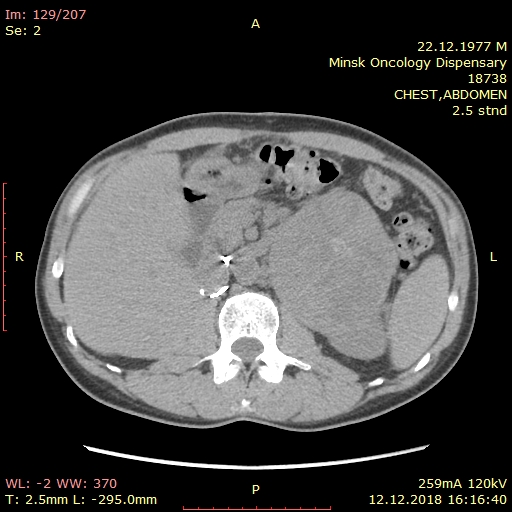 Im: 129/207
Se: 2
A
22.12.1977 M
Minsk Oncology Dispensary
18738
CHEST,ABDOMEN
2.5 stnd
R
L
WL: -2 WW: 370
T: 2.5mm L: -295.0mm
P
259mA 120kV
12.12.2018 16:16:40